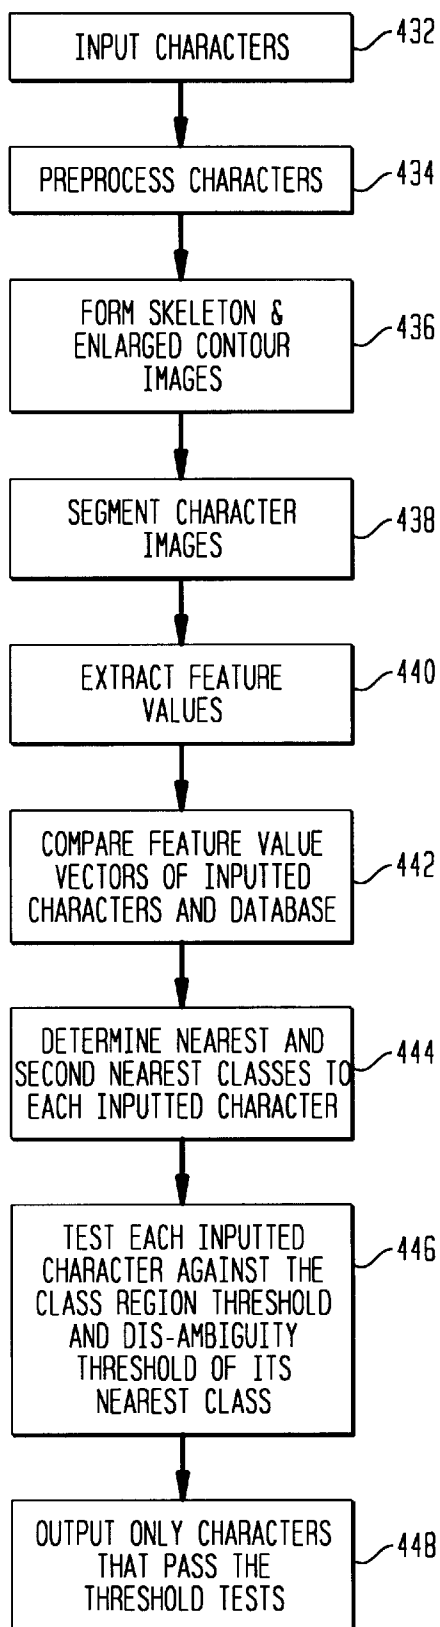 INPUT CHARACTERS
432
PREPROCESS CHARACTERS
434
FORM SKELETON &
ENLARGED CONTOUR
IMAGES
436
SEGMENT CHARACTER
IMAGES
438
EXTRACT FEATURE
VALUES
440
COMPARE FEATURE VALUE
VECTORS OF INPUTTED
CHARACTERS AND DATABASE
442
DETERMINE NEAREST AND
SECOND NEAREST CLASSES TO
EACH INPUTTED CHARACTER
444
TEST EACH INPUTTED
CHARACTER AGAINST THE
CLASS REGION THRESHOLD
AND DIS-AMBIGUITY
THRESHOLD OF ITS
NEAREST CLASS
446
OUTPUT ONLY CHARACTERS
THAT PASS THE
THRESHOLD TESTS
448